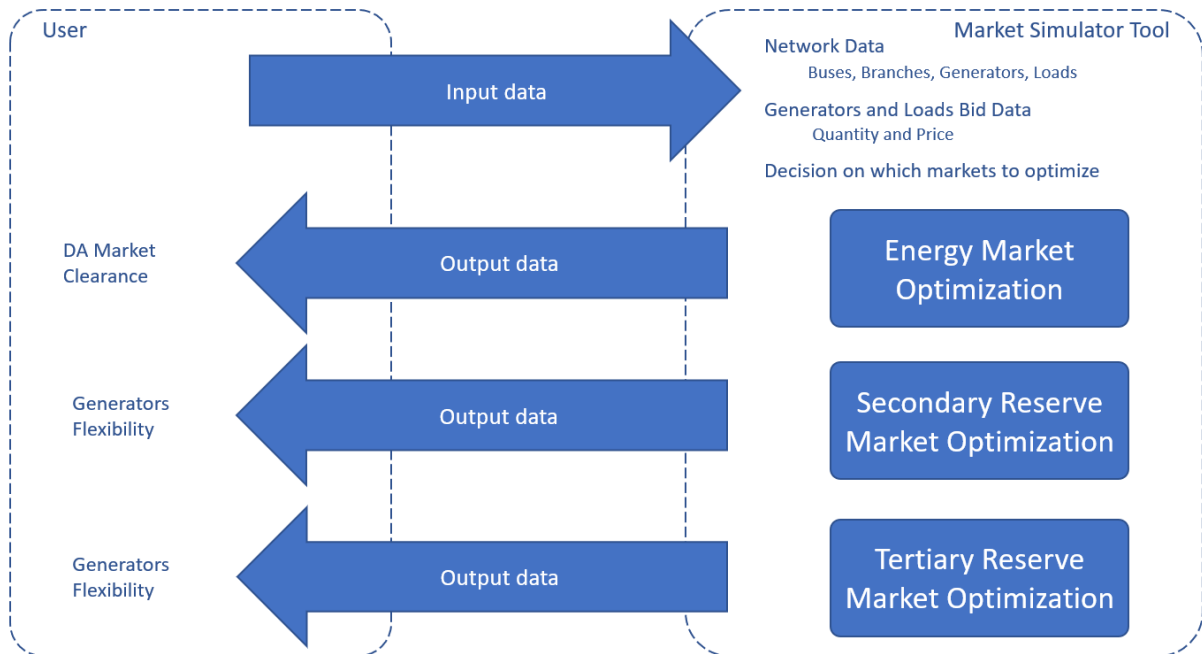 User
Market Simulator Tool
Input data
Network Data
Buses, Branches, Generators, Loads
Generators and Loads Bid Data
Quantity and Price
Decision on which markets to optimize
DA Market
Clearance
Output data
Energy Market
Optimization
Generators
Flexibility
Output data
Secondary Reserve
Market Optimization
Generators
Flexibility
Output data
Tertiary Reserve
Market Optimization